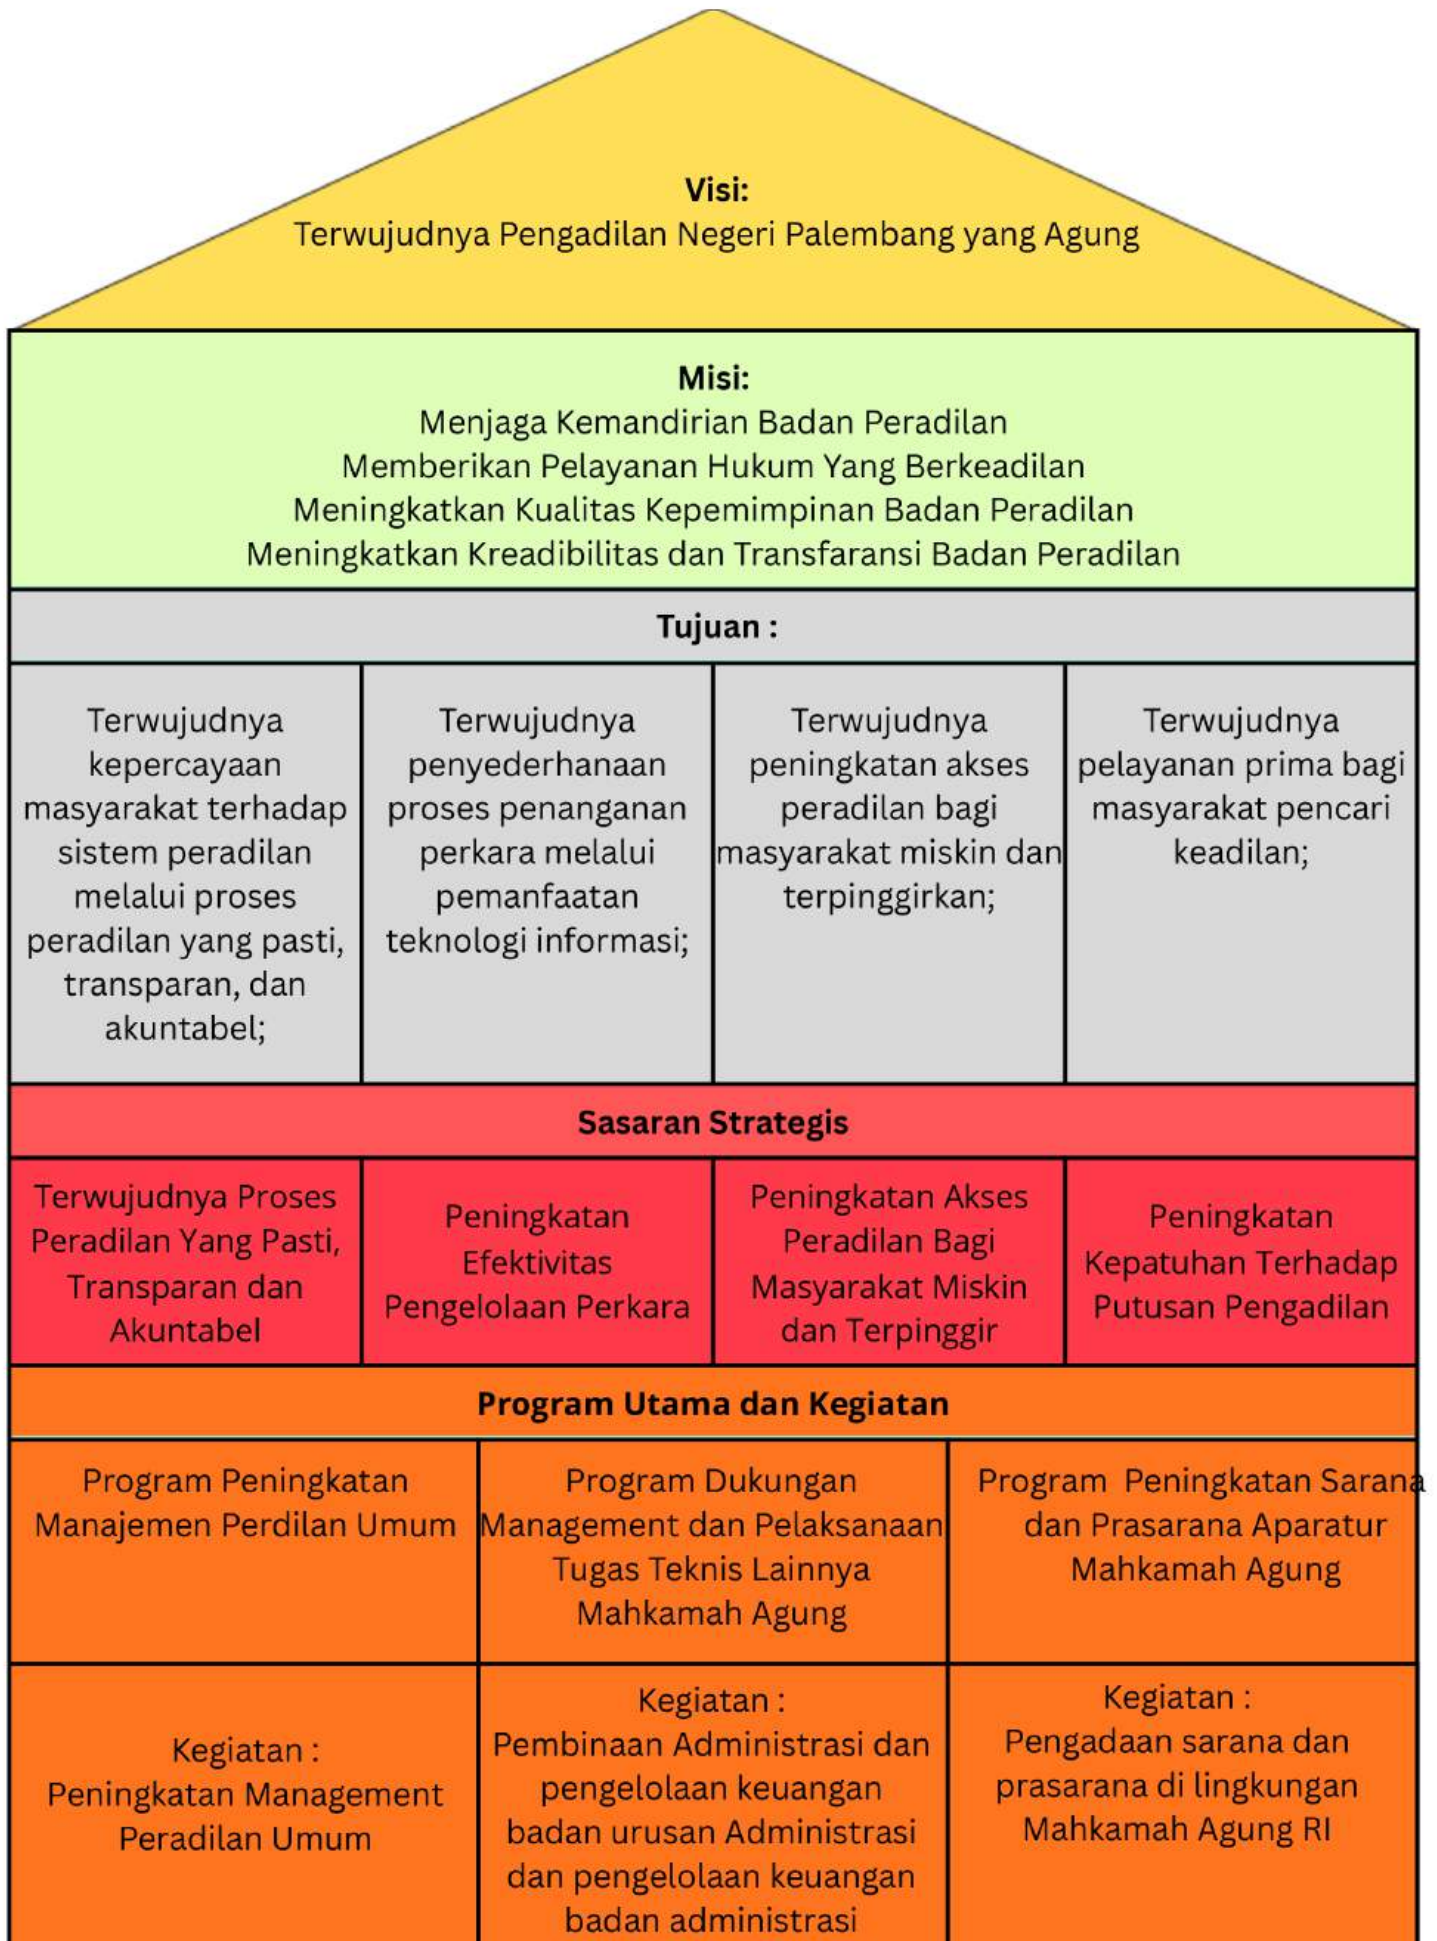 Visi:
Terwujudnya Pengadilan Negeri Palembang yang Agung
Misi:
Menjaga Kemandirian Badan Peradilan
Memberikan Pelayanan Hukum Yang Berkeadilan
Meningkatkan Kualitas Kepemimpinan Badan Peradilan
Meningkatkan Kreadibilitas dan Transfaransi Badan Peradilan
Tujuan :
Terwujudnya
kepercayaan
masyarakat terhadap
sistem peradilan
melalui proses
peradilan yang pasti,
transparan, dan
akuntabel;
Terwujudnya
penyederhanaan
proses penanganan
perkara melalui
pemanfaatan
teknologi informasi;
Terwujudnya
peningkatan akses
peradilan bagi
masyarakat miskin dan
terpinggirkan;
Terwujudnya
pelayanan prima bagi
masyarakat pencari
keadilan;
Sasaran Strategis
Terwujudnya Proses
Peradilan Yang Pasti,
Transparan dan
Akuntabel
Peningkatan
Efektivitas
Pengelolaan Perkara
Peningkatan Akses
Peradilan Bagi
Masyarakat Miskin
dan Terpinggir
Peningkatan
Kepatuhan Terhadap
Putusan Pengadilan
Program Utama dan Kegiatan
Program Peningkatan
Manajemen Perdilan Umum
Program Dukungan
Management dan Pelaksanaan
Tugas Teknis Lainnya
Mahkamah Agung
Program  Peningkatan Sarana
dan Prasarana Aparatur
Mahkamah Agung
Kegiatan :
Peningkatan Management
Peradilan Umum
Kegiatan :
Pembinaan Administrasi dan
pengelolaan keuangan
badan urusan Administrasi
dan pengelolaan keuangan
badan administrasi
Kegiatan :
Pengadaan sarana dan
prasarana di lingkungan
Mahkamah Agung RI